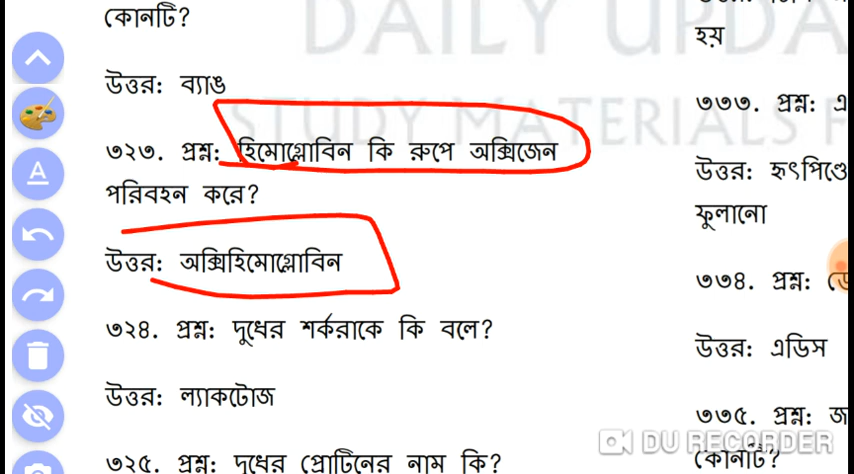 কোনটি?
উত্তর: ব্যাঙ
৩২৩. প্রশ্ন: হিমোগ্লোবিন কি রুপে অক্সিজেন
পরিবহন করে?
উত্তর: অক্সিহিমোগ্লোবিন
৩২৪. প্রশ্ন: দুধের শর্করাকে কি বলে?
উত্তর: ল্যাকটোজ
৩২৫. প্রশ্ন: দুধের প্রোটিনের নাম কি?
হয়
৩৩৩. প্রশ্ন: এ
উত্তর: হৃৎপিণ্ডে
ফুলানো
৩৩৪. প্রশ্ন:
উত্তর: এডিস
৩৩৫. প্রশ্ন: জ
কোনটি?
DAILY UPDA
STUDY MATERIALS F
DU RECORDER
A